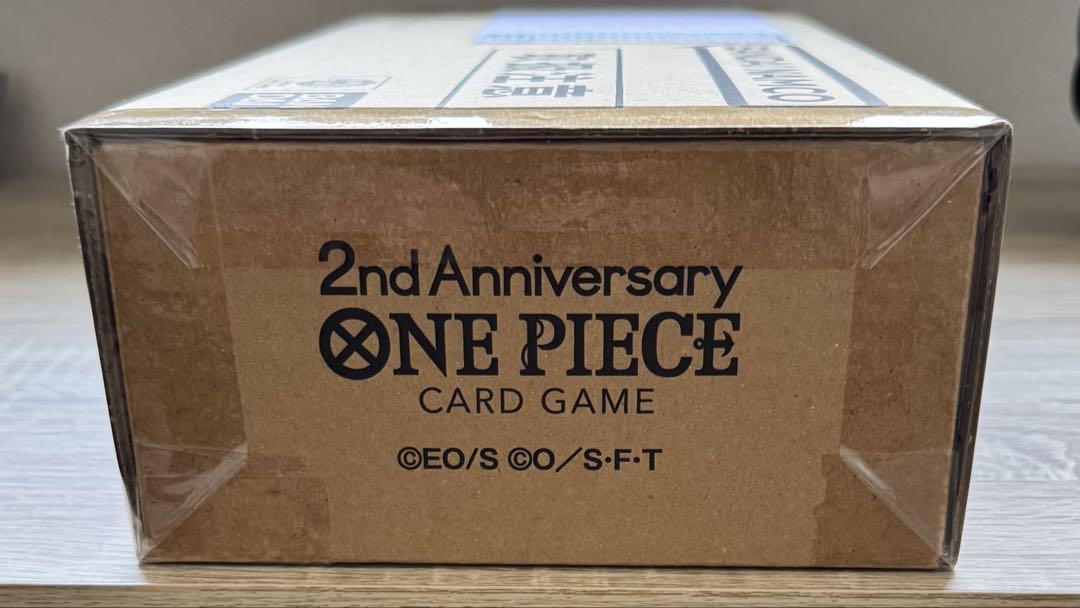 2nd Anniversary
ONE PIECE
CARD GAME
©EO/S ©O/S・F・T